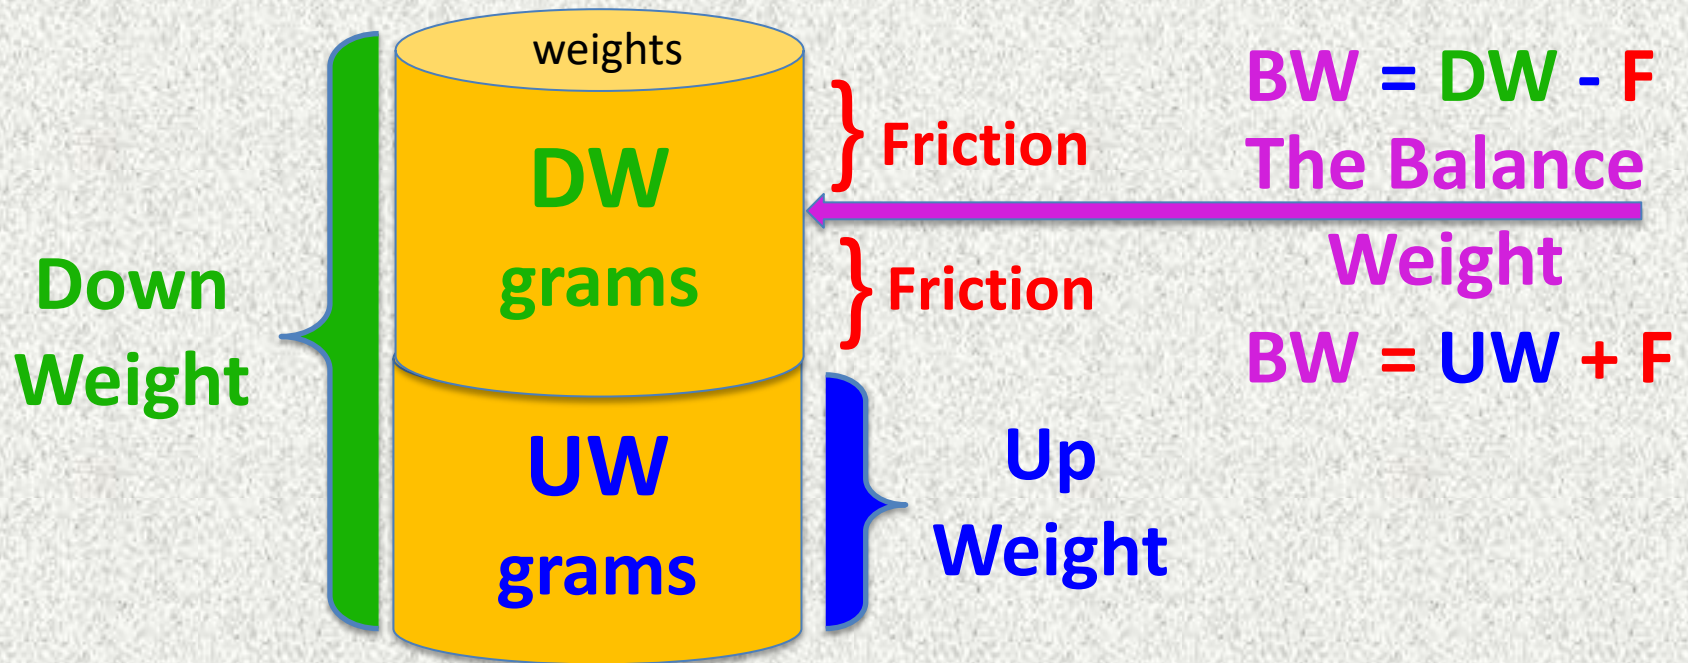 weights
DW
grams
UW
grams
Down
Weight
} Friction
} Friction
Up
Weight
BW = DW - F
The Balance
Weight
BW = UW + F